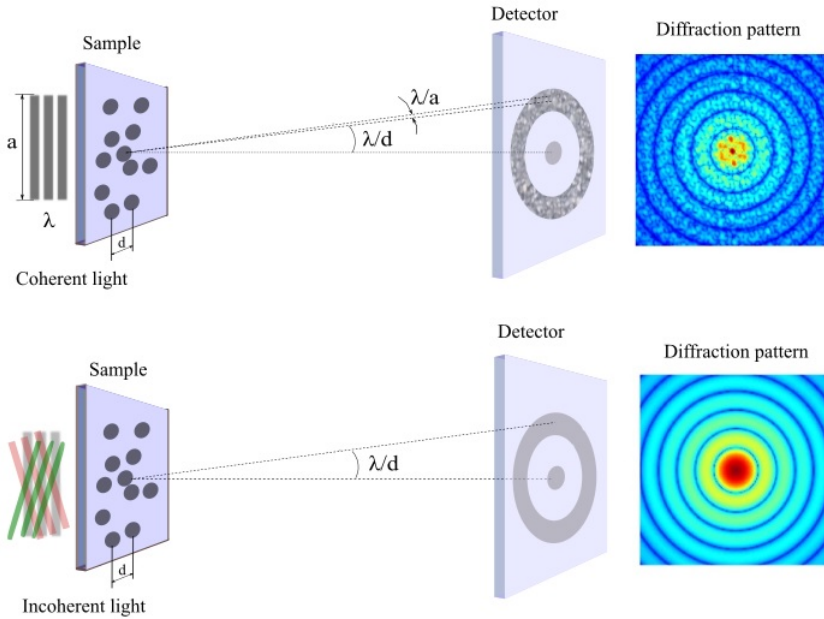 Detector
Sample
Diffraction pattern
λ/a
λ/d
a
λ
d
Coherent light
Detector
Sample
Diffraction pattern
λ/d
d
Incoherent light